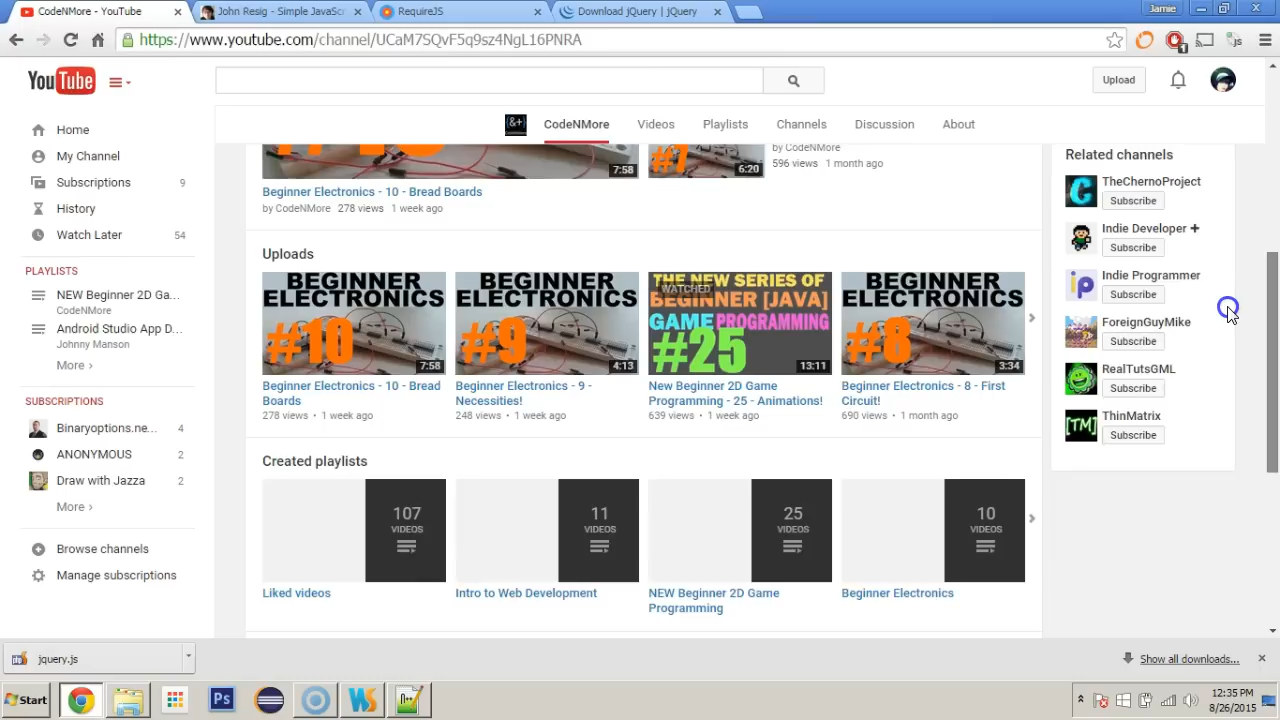 CodeNMore - YouTube
John Resig - Simple JavaSc
RequireJS
Download jQuery | jQuery
Jamie
https://www.youtube.com/channel/UCaM7SQvF5q9sz4NgL16PNRA
YouTube
Upload
&+
CodeNMore
Videos
Playlists
Channels
Discussion
About
Home
My Channel
Subscriptions 9
History
Watch Later 54
PLAYLISTS
NEW Beginner 2D Ga...
CodeNMore
Android Studio App D...
Johnny Manson
More ›
SUBSCRIPTIONS
Binaryoptions.ne... 4
ANONYMOUS 2
Draw with Jazza 2
More ›
Browse channels
Manage subscriptions
7:58
Beginner Electronics - 10 - Bread Boards
by CodeNMore 278 views • 1 week ago
#7
6:20
by CodeNMore
596 views • 1 month ago
Uploads
BEGINNER
ELECTRONICS
#10
7:58
Beginner Electronics - 10 - Bread
Boards
278 views • 1 week ago
BEGINNER
ELECTRONICS
#9
4:13
Beginner Electronics - 9 -
Necessities!
248 views • 1 week ago
THE NEW SERIES OF
WATCHED
BEGINNER [JAVA]
GAME PROGRAMMING
#25
13:11
New Beginner 2D Game
Programming - 25 - Animations!
639 views • 1 week ago
BEGINNER
ELECTRONICS
#8
3:34
Beginner Electronics - 8 - First
Circuit!
690 views • 1 month ago
Created playlists
107
VIDEOS
Liked videos
11
VIDEOS
Intro to Web Development
25
VIDEOS
NEW Beginner 2D Game
Programming
10
VIDEOS
Beginner Electronics
Related channels
TheChernoProject
Subscribe
Indie Developer +
Subscribe
ip
Indie Programmer
Subscribe
ForeignGuyMike
Subscribe
RealTutsGML
Subscribe
[TM]
ThinMatrix
Subscribe
jquery.js
Show all downloads...
Start
Ps
WS
12:35 PM
8/26/2015